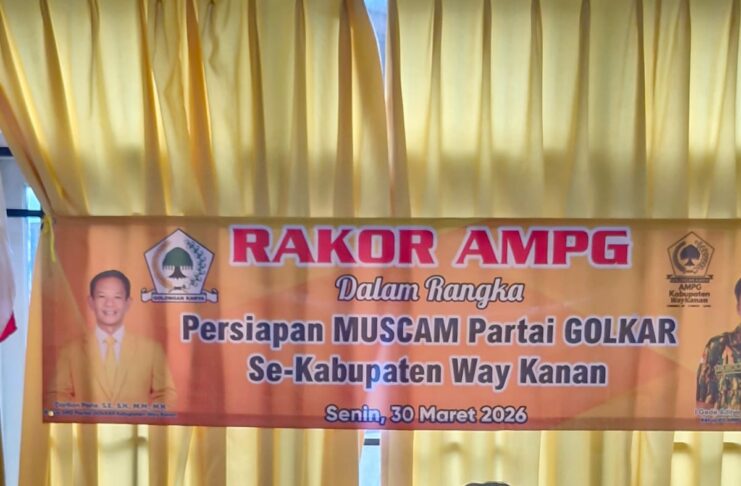 RAKOR AMPG
Dalam Rangka
Persiapan MUSCAM Partai GOLKAR
Se-Kabupaten Way Kanan
Senin, 30 Maret 2026
GOLONGAN KARYA
AMPG
Kabupaten
Way Kanan